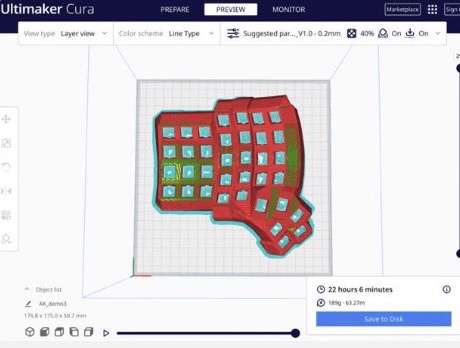 Ultimaker Cura
PREPARE
PREVIEW
MONITOR
Marketplace
Sign i
View type Layer view
Color scheme Line Type
Suggested par..._V1.0 - 0.2mm
40%
On
On
Object list
AK_demo3
176.8 x 175.0 x 59.7 mm
22 hours 6 minutes
189g · 63.27m
Save to Disk